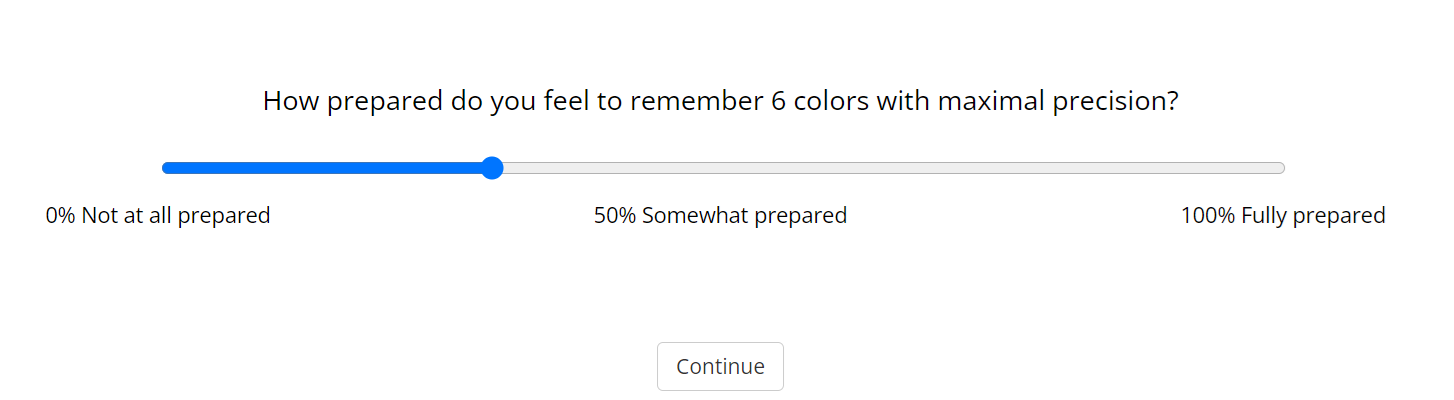 How prepared do you feel to remember 6 colors with maximal precision?
0% Not at all prepared
50% Somewhat prepared
100% Fully prepared
Continue